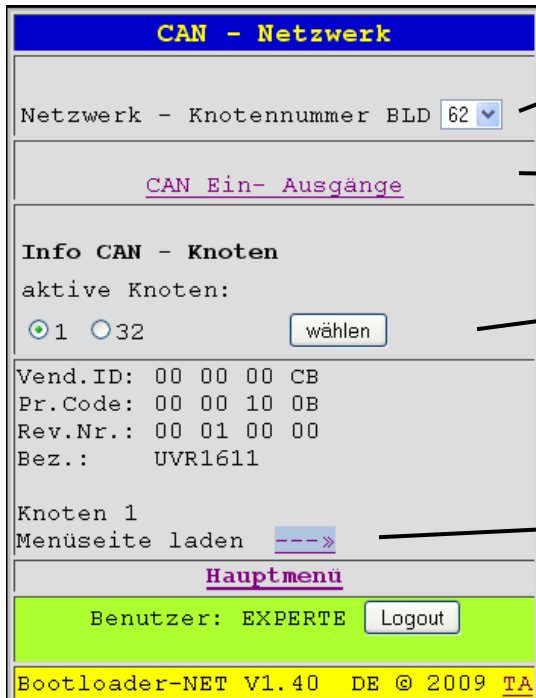 CAN - Netzwerk
Netzwerk - Knotennummer BLD 62
CAN Ein- Ausgänge
Info CAN - Knoten
aktive Knoten:
1 32 wählen
Vend.ID: 00 00 00 CB
Pr.Code: 00 00 10 0B
Rev.Nr.: 00 01 00 00
Bez.: UVR1611
Knoten 1
Menüseite laden ---»
Hauptmenü
Benutzer: EXPERTE Logout
Bootloader-NET V1.40 DE © 2009 TA